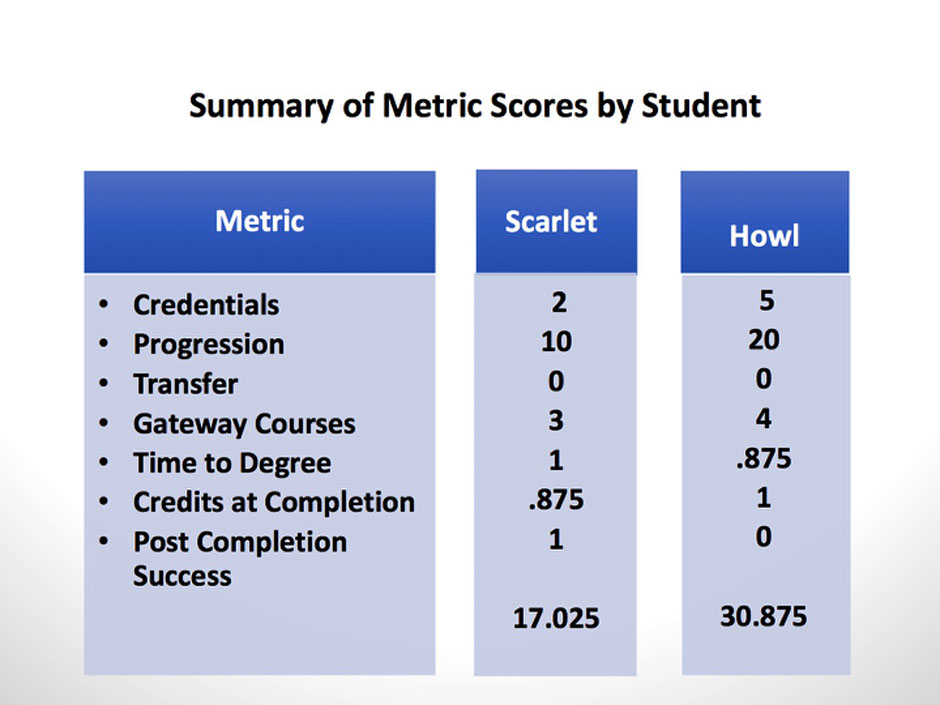 Summary of Metric Scores by Student
Metric Scarlet Howl
• Credentials 2 5
• Progression 10 20
• Transfer 0 0
• Gateway Courses 3 4
• Time to Degree 1 .875
• Credits at Completion .875 1
• Post Completion 1 0
Success
17.025 30.875